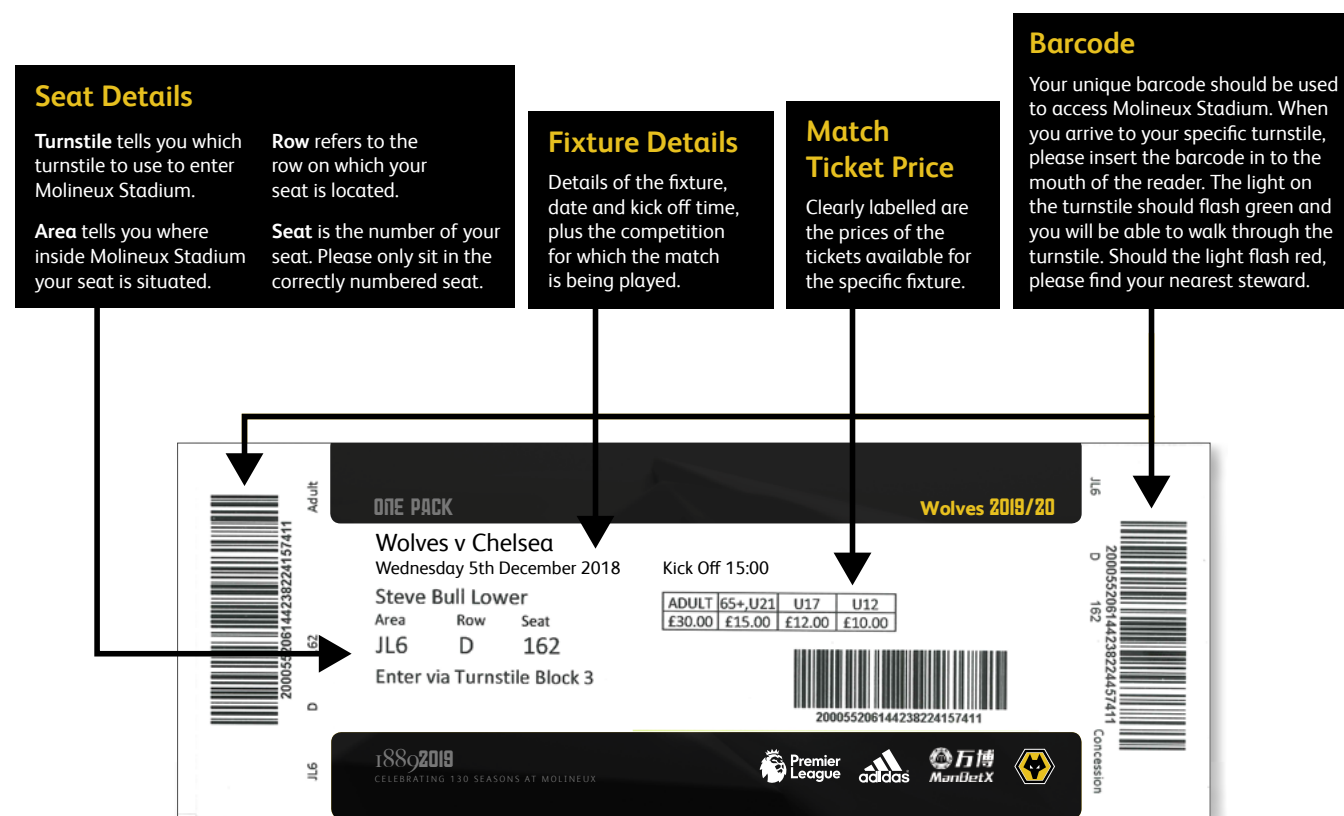 Seat Details
Turnstile tells you which
turnstile to use to enter
Molineux Stadium.
Area tells you where
inside Molineux Stadium
your seat is situated.
Row refers to the
row on which your
seat is located.
Seat is the number of your
seat. Please only sit in the
correctly numbered seat.
Fixture Details
Details of the fixture,
date and kick off time,
plus the competition
for which the match
is being played.
Match
Ticket Price
Clearly labelled are
the prices of the
tickets available for
the specific fixture.
Barcode
Your unique barcode should be used
to access Molineux Stadium. When
you arrive to your specific turnstile,
please insert the barcode in to the
mouth of the reader. The light on
the turnstile should flash green and
you will be able to walk through the
turnstile. Should the light flash red,
please find your nearest steward.
JL6 D 162 Adult
ONE PACK
Wolves 2019/20
Wolves v Chelsea
Wednesday 5th December 2018 Kick Off 15:00
Steve Bull Lower
Area Row Seat
JL6 D 162
Enter via Turnstile Block 3
ADULT 65+,U21 U17 U12
£30.00 £15.00 £12.00 £10.00
200055206144238224157411
JL6 D 162 Concession
200055206144238224457411
18892019
CELEBRATING 130 SEASONS AT MOLINEUX
Premier
League
adidas
万博
ManBetX